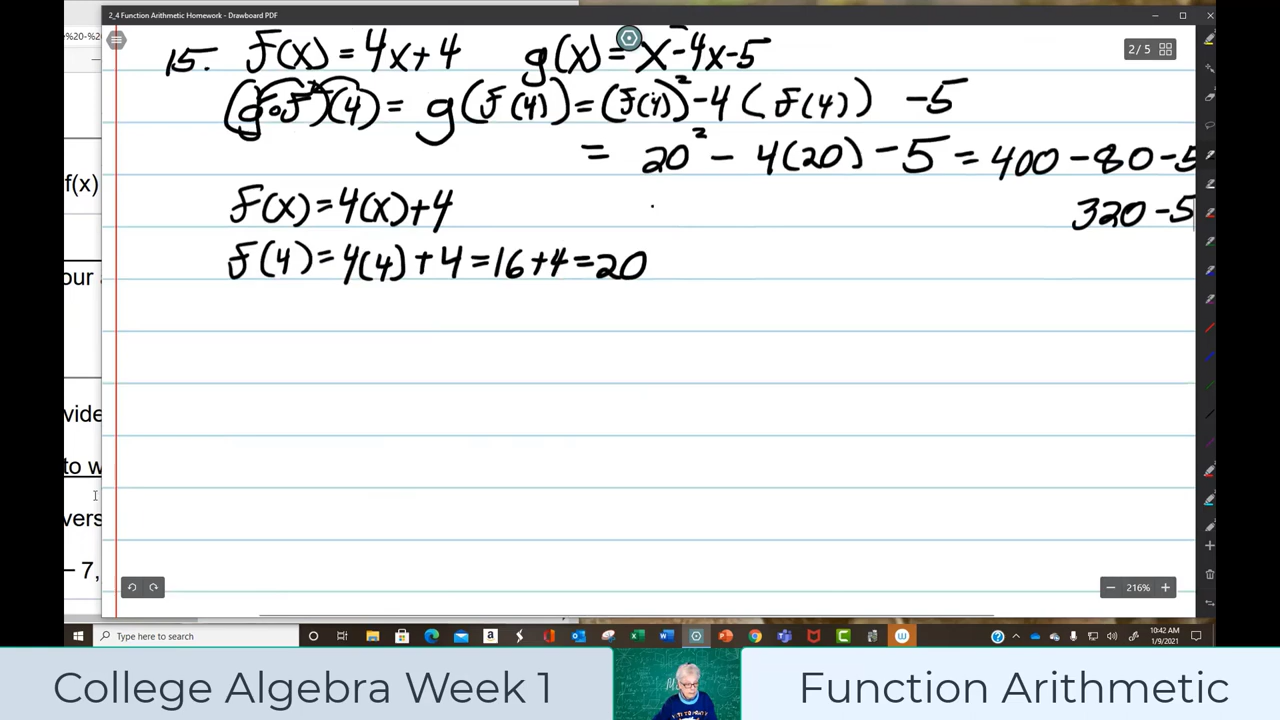 2_4 Function Arithmetic Homework - Drawboard PDF
2/5
15. f(x) = 4x+4 g(x) = x²-4x-5
(g∘f)(4) = g(f(4)) = (f(4))² -4(f(4)) -5
= 20² - 4(20) - 5 = 400 -80 -5
f(x) = 4(x)+4
320 -5
f(4) = 4(4) + 4 = 16+4 = 20
f(x)
our
vide
to w
vers
– 7,
216%
Type here to search
10:42 AM
1/9/2021
College Algebra Week 1
Function Arithmetic